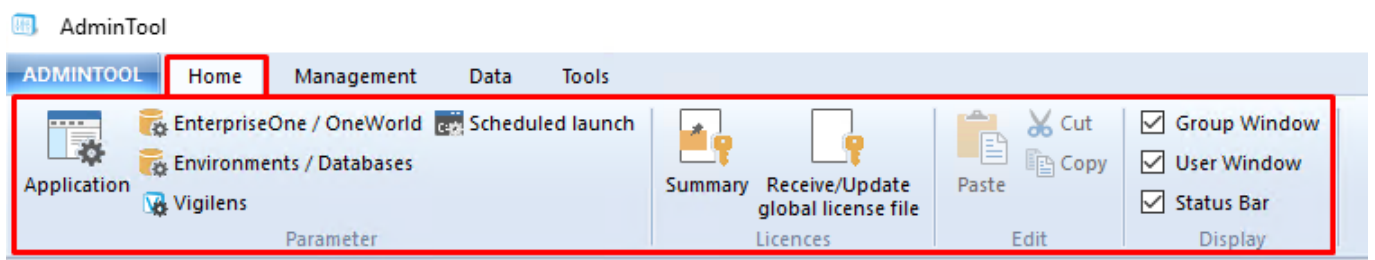 AdminTool
ADMINTOOL Home Management Data Tools
Application
EnterpriseOne / OneWorld
Environments / Databases
Vigilens
Scheduled launch
Parameter
Summary
Receive/Update
global license file
Licences
Paste
Cut
Copy
Edit
Group Window
User Window
Status Bar
Display